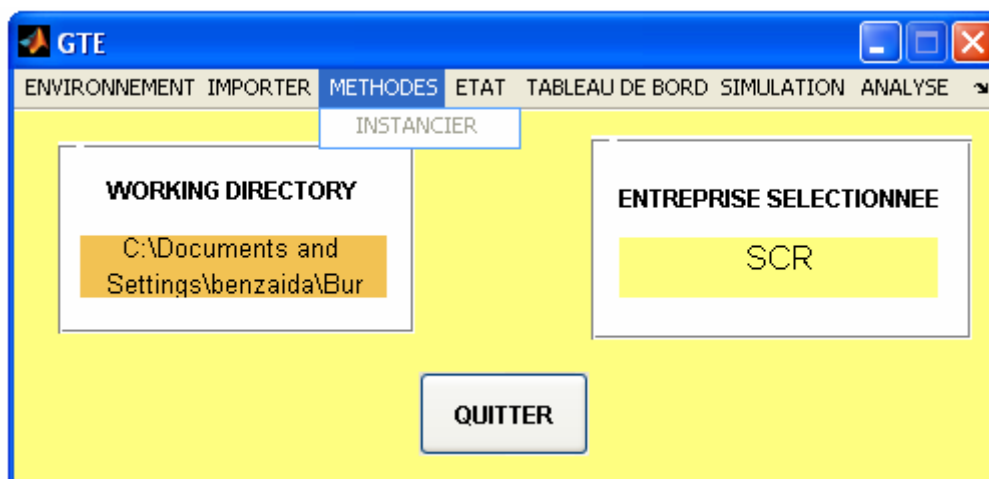 GTE
ENVIRONNEMENT IMPORTER METHODES ETAT TABLEAU DE BORD SIMULATION ANALYSE
INSTANCIER
WORKING DIRECTORY
C:\Documents and
Settings\benzaida\Bur
ENTREPRISE SELECTIONNEE
SCR
QUITTER